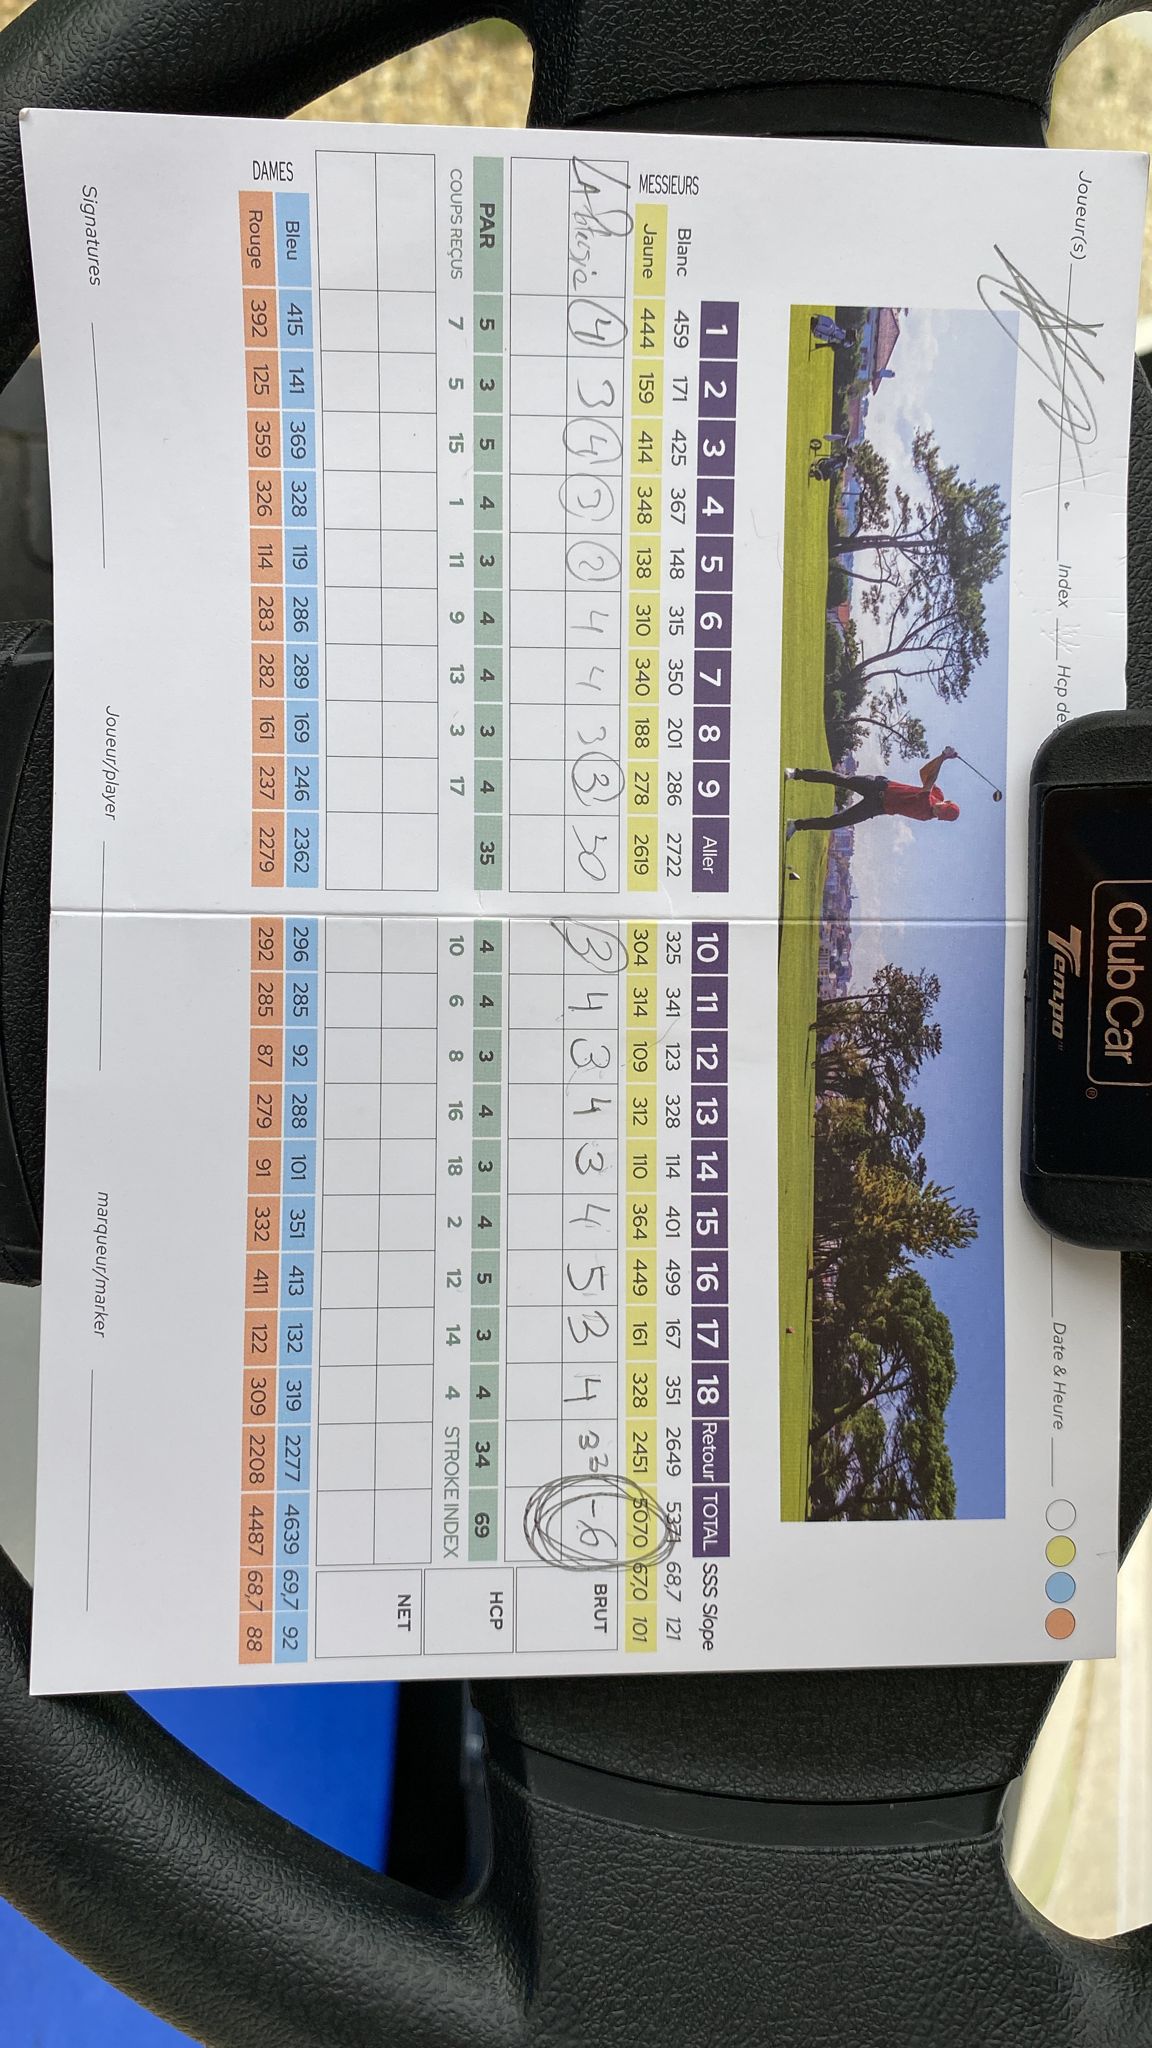 Club Car
®
Tempo™
Joueur(s) Index Hcp de Date & Heure
1 2 3 4 5 6 7 8 9 Aller 10 11 12 13 14 15 16 17 18 Retour TOTAL SSS Slope
MESSIEURS
Blanc 459 171 425 367 148 315 350 201 286 2722 325 341 123 328 114 401 499 167 351 2649 5371 68,7 121
Jaune 444 159 414 348 138 310 340 188 278 2619 304 314 109 312 110 364 449 161 328 2451 5070 67,0 101
4 3 4 3 2 4 4 3 3 30 3 4 3 4 3 4 5 3 4 33 -6 BRUT
PAR 5 3 5 4 3 4 4 3 4 35 4 4 3 4 3 4 5 3 4 34 69 HCP
COUPS REÇUS 7 5 15 1 11 9 13 3 17 10 6 8 16 18 2 12 14 4 STROKE INDEX
NET
DAMES
Bleu 415 141 369 328 119 286 289 169 246 2362 296 285 92 288 101 351 413 132 319 2277 4639 69,7 92
Rouge 392 125 359 326 114 283 282 161 237 2279 292 285 87 279 91 332 411 122 309 2208 4487 68,7 88
Signatures Joueur/player marqueur/marker